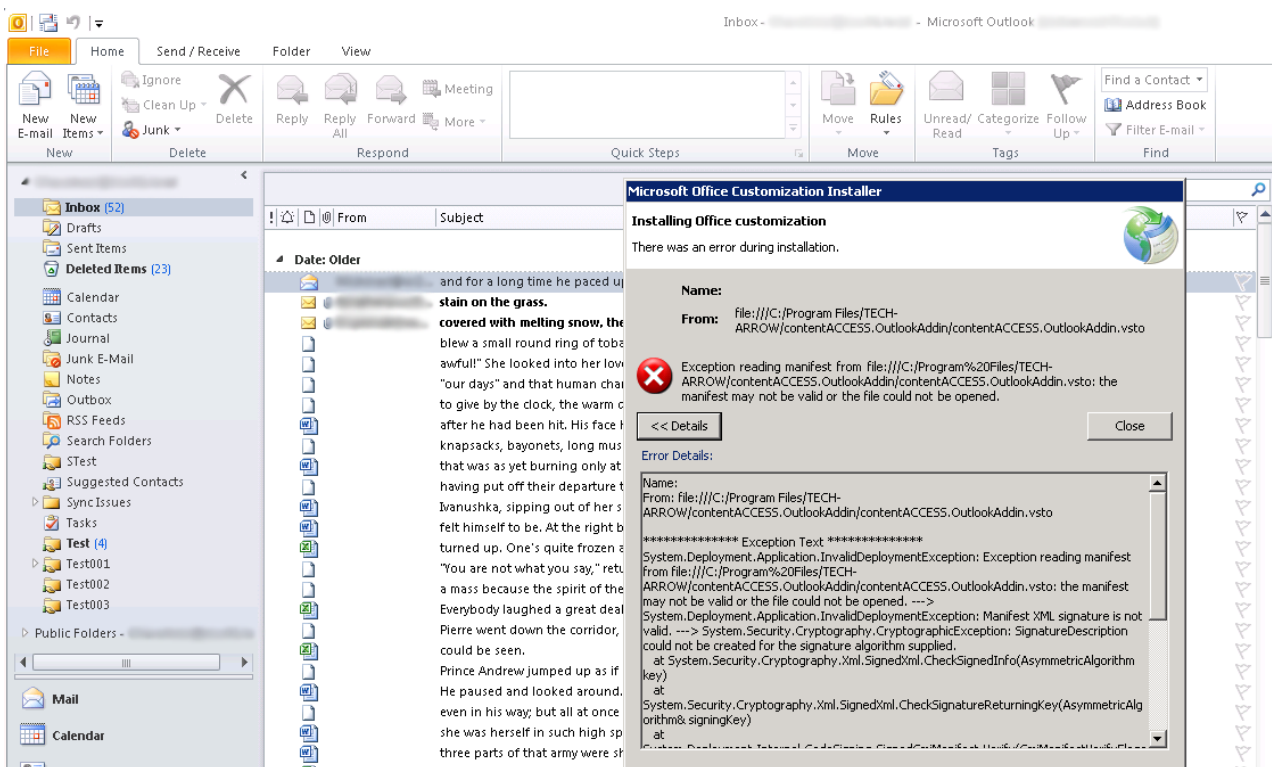 Inbox - - Microsoft Outlook
File Home Send / Receive Folder View
New E-mail
New Items
Ignore
Clean Up
Junk
Delete
Reply
Reply All
Forward
Meeting
More
Move
Rules
Unread/ Read
Categorize
Follow Up
Find a Contact
Address Book
Filter E-mail
New Delete Respond Quick Steps Move Tags Find
Inbox (52)
Drafts
Sent Items
Deleted Items (23)
Calendar
Contacts
Journal
Junk E-Mail
Notes
Outbox
RSS Feeds
Search Folders
STest
Suggested Contacts
Sync Issues
Tasks
Test (4)
Test001
Test002
Test003
Public Folders -
Mail
Calendar
! From Subject
Date: Older
and for a long time he paced
stain on the grass.
covered with melting snow, the
blew a small round ring of
awful!" She looked into her
"our days" and that human
to give by the clock, the warm
after he had been hit. His face
knapsacks, bayonets, long
that was as yet burning only at
having put off their departure
Ivanushka, sipping out of her
felt himself to be. At the right
turned up. One's quite frozen
"You are not what you say,"
a mass because the spirit of the
Everybody laughed a great deal
Pierre went down the corridor,
could be seen.
Prince Andrew jumped up as if
He paused and looked around.
even in his way; but all at once
she was herself in such high
three parts of that army were
Microsoft Office Customization Installer
Installing Office customization
There was an error during installation.
Name:
From: file:///C:/Program Files/TECH-
ARROW/contentACCESS.OutlookAddin/contentACCESS.OutlookAddin.vsto
Exception reading manifest from file:///C:/Program%20Files/TECH-
ARROW/contentACCESS.OutlookAddin/contentACCESS.OutlookAddin.vsto: the
manifest may not be valid or the file could not be opened.
<< Details Close
Error Details:
Name:
From: file:///C:/Program Files/TECH-
ARROW/contentACCESS.OutlookAddin/contentACCESS.OutlookAddin.vsto
************** Exception Text **************
System.Deployment.Application.InvalidDeploymentException: Exception reading manifest
from file:///C:/Program%20Files/TECH-
ARROW/contentACCESS.OutlookAddin/contentACCESS.OutlookAddin.vsto: the manifest
may not be valid or the file could not be opened. --->
System.Deployment.Application.InvalidDeploymentException: Manifest XML signature is not
valid. ---> System.Security.Cryptography.CryptographicException: SignatureDescription
could not be created for the signature algorithm supplied.
at System.Security.Cryptography.Xml.SignedXml.CheckSignedInfo(AsymmetricAlgorithm
key)
at
System.Security.Cryptography.Xml.SignedXml.CheckSignatureReturningKey(AsymmetricAlg
orithm& signingKey)
at